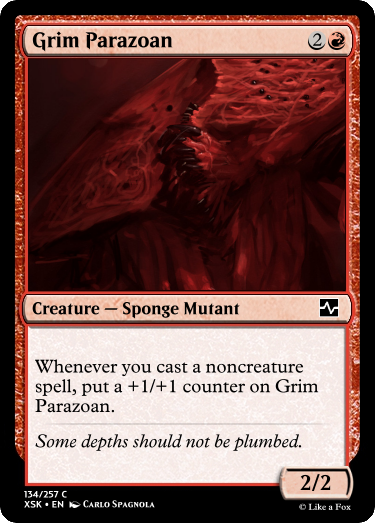 Grim Parazoan 2
Creature — Sponge Mutant
Whenever you cast a noncreature
spell, put a +1/+1 counter on Grim
Parazoan.
Some depths should not be plumbed.
2/2
134/257 C
XSK • EN Carlo Spagnola
© Like a Fox